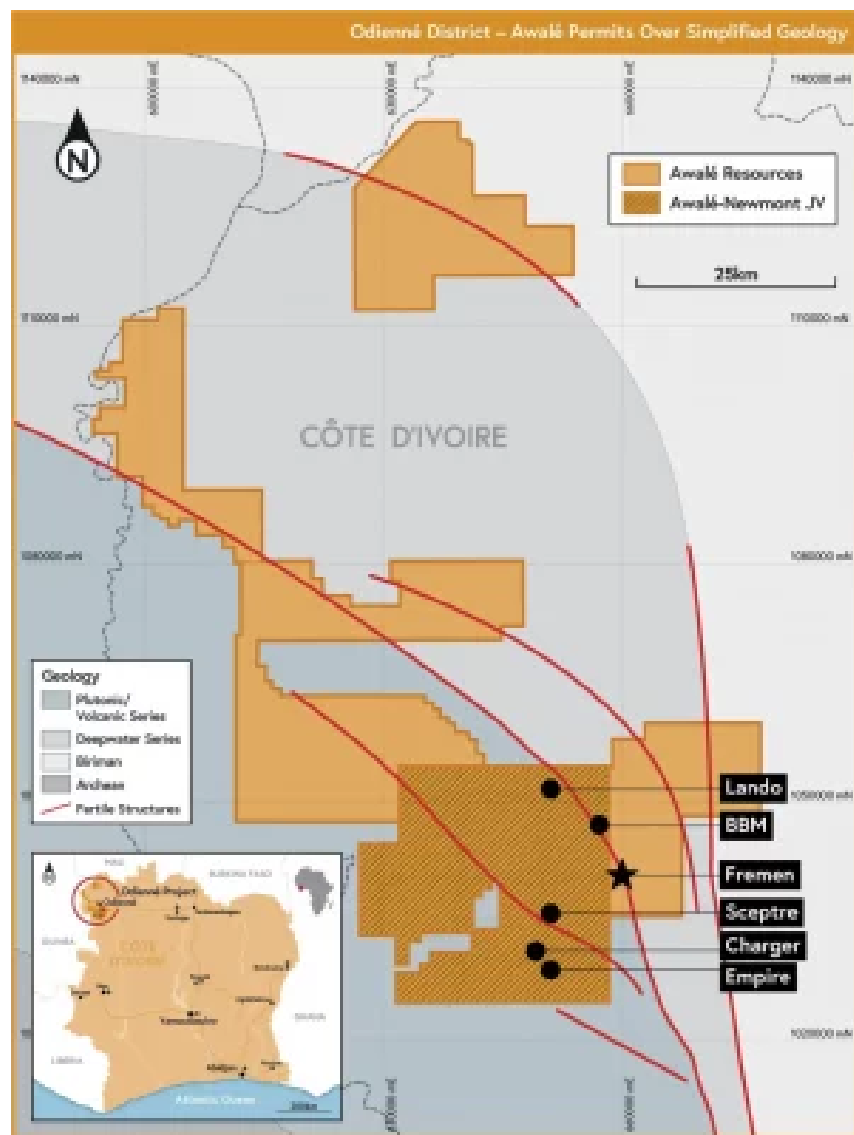 Odienné District – Awalé Permits Over Simplified Geology
1140000 mN
1140000 mN
N
Awalé Resources
Awalé-Newmont JV
25km
1110000 mN
1110000 mN
CÔTE D'IVOIRE
1080000 mN
1080000 mN
Geology
Plutonic/
Volcanic Series
Deepwater Series
Birimian
Archean
Fertile Structures
1050000 mN
Lando
BBM
Fremen
Sceptre
Charger
Empire
1020000 mN
MALI
BURKINA FASO
Odienné Project
Odienné
GUINEA
CÔTE
D'IVOIRE
Yamoussoukro
GHANA
LIBERIA
Abidjan
Atlantic Ocean